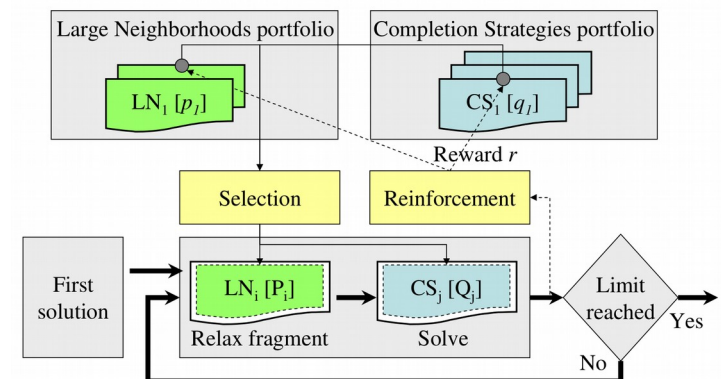 Large Neighborhoods portfolio
Completion Strategies portfolio
LN₁ [p₁]
CS₁ [q₁]
Reward r
Selection
Reinforcement
First
solution
LNᵢ [Pᵢ]
CSⱼ [Qⱼ]
Relax fragment
Solve
Limit
reached
Yes
No